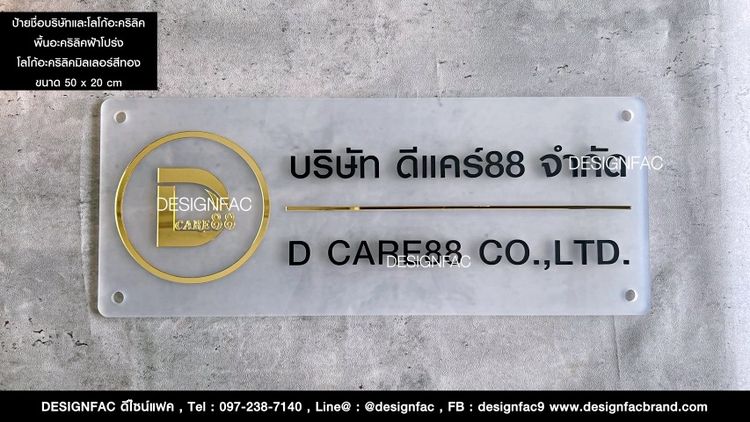 ป้ายชื่อบริษัทและโลโก้อะคริลิค
พื้นอะคริลิคฝ้าโปร่ง
โลโก้อะคริลิคมิลเลอร์สีทอง
ขนาด 50 x 20 cm
บริษัท ดีแคร์88 จำกัด
DESIGNFAC
D
CARE88
DESIGNFAC
D CARE88 CO.,LTD.
DESIGNFAC
DESIGNFAC ดีไซน์แฟค , Tel : 097-238-7140 , Line@ : @designfac , FB : designfac9 www.designfacbrand.com